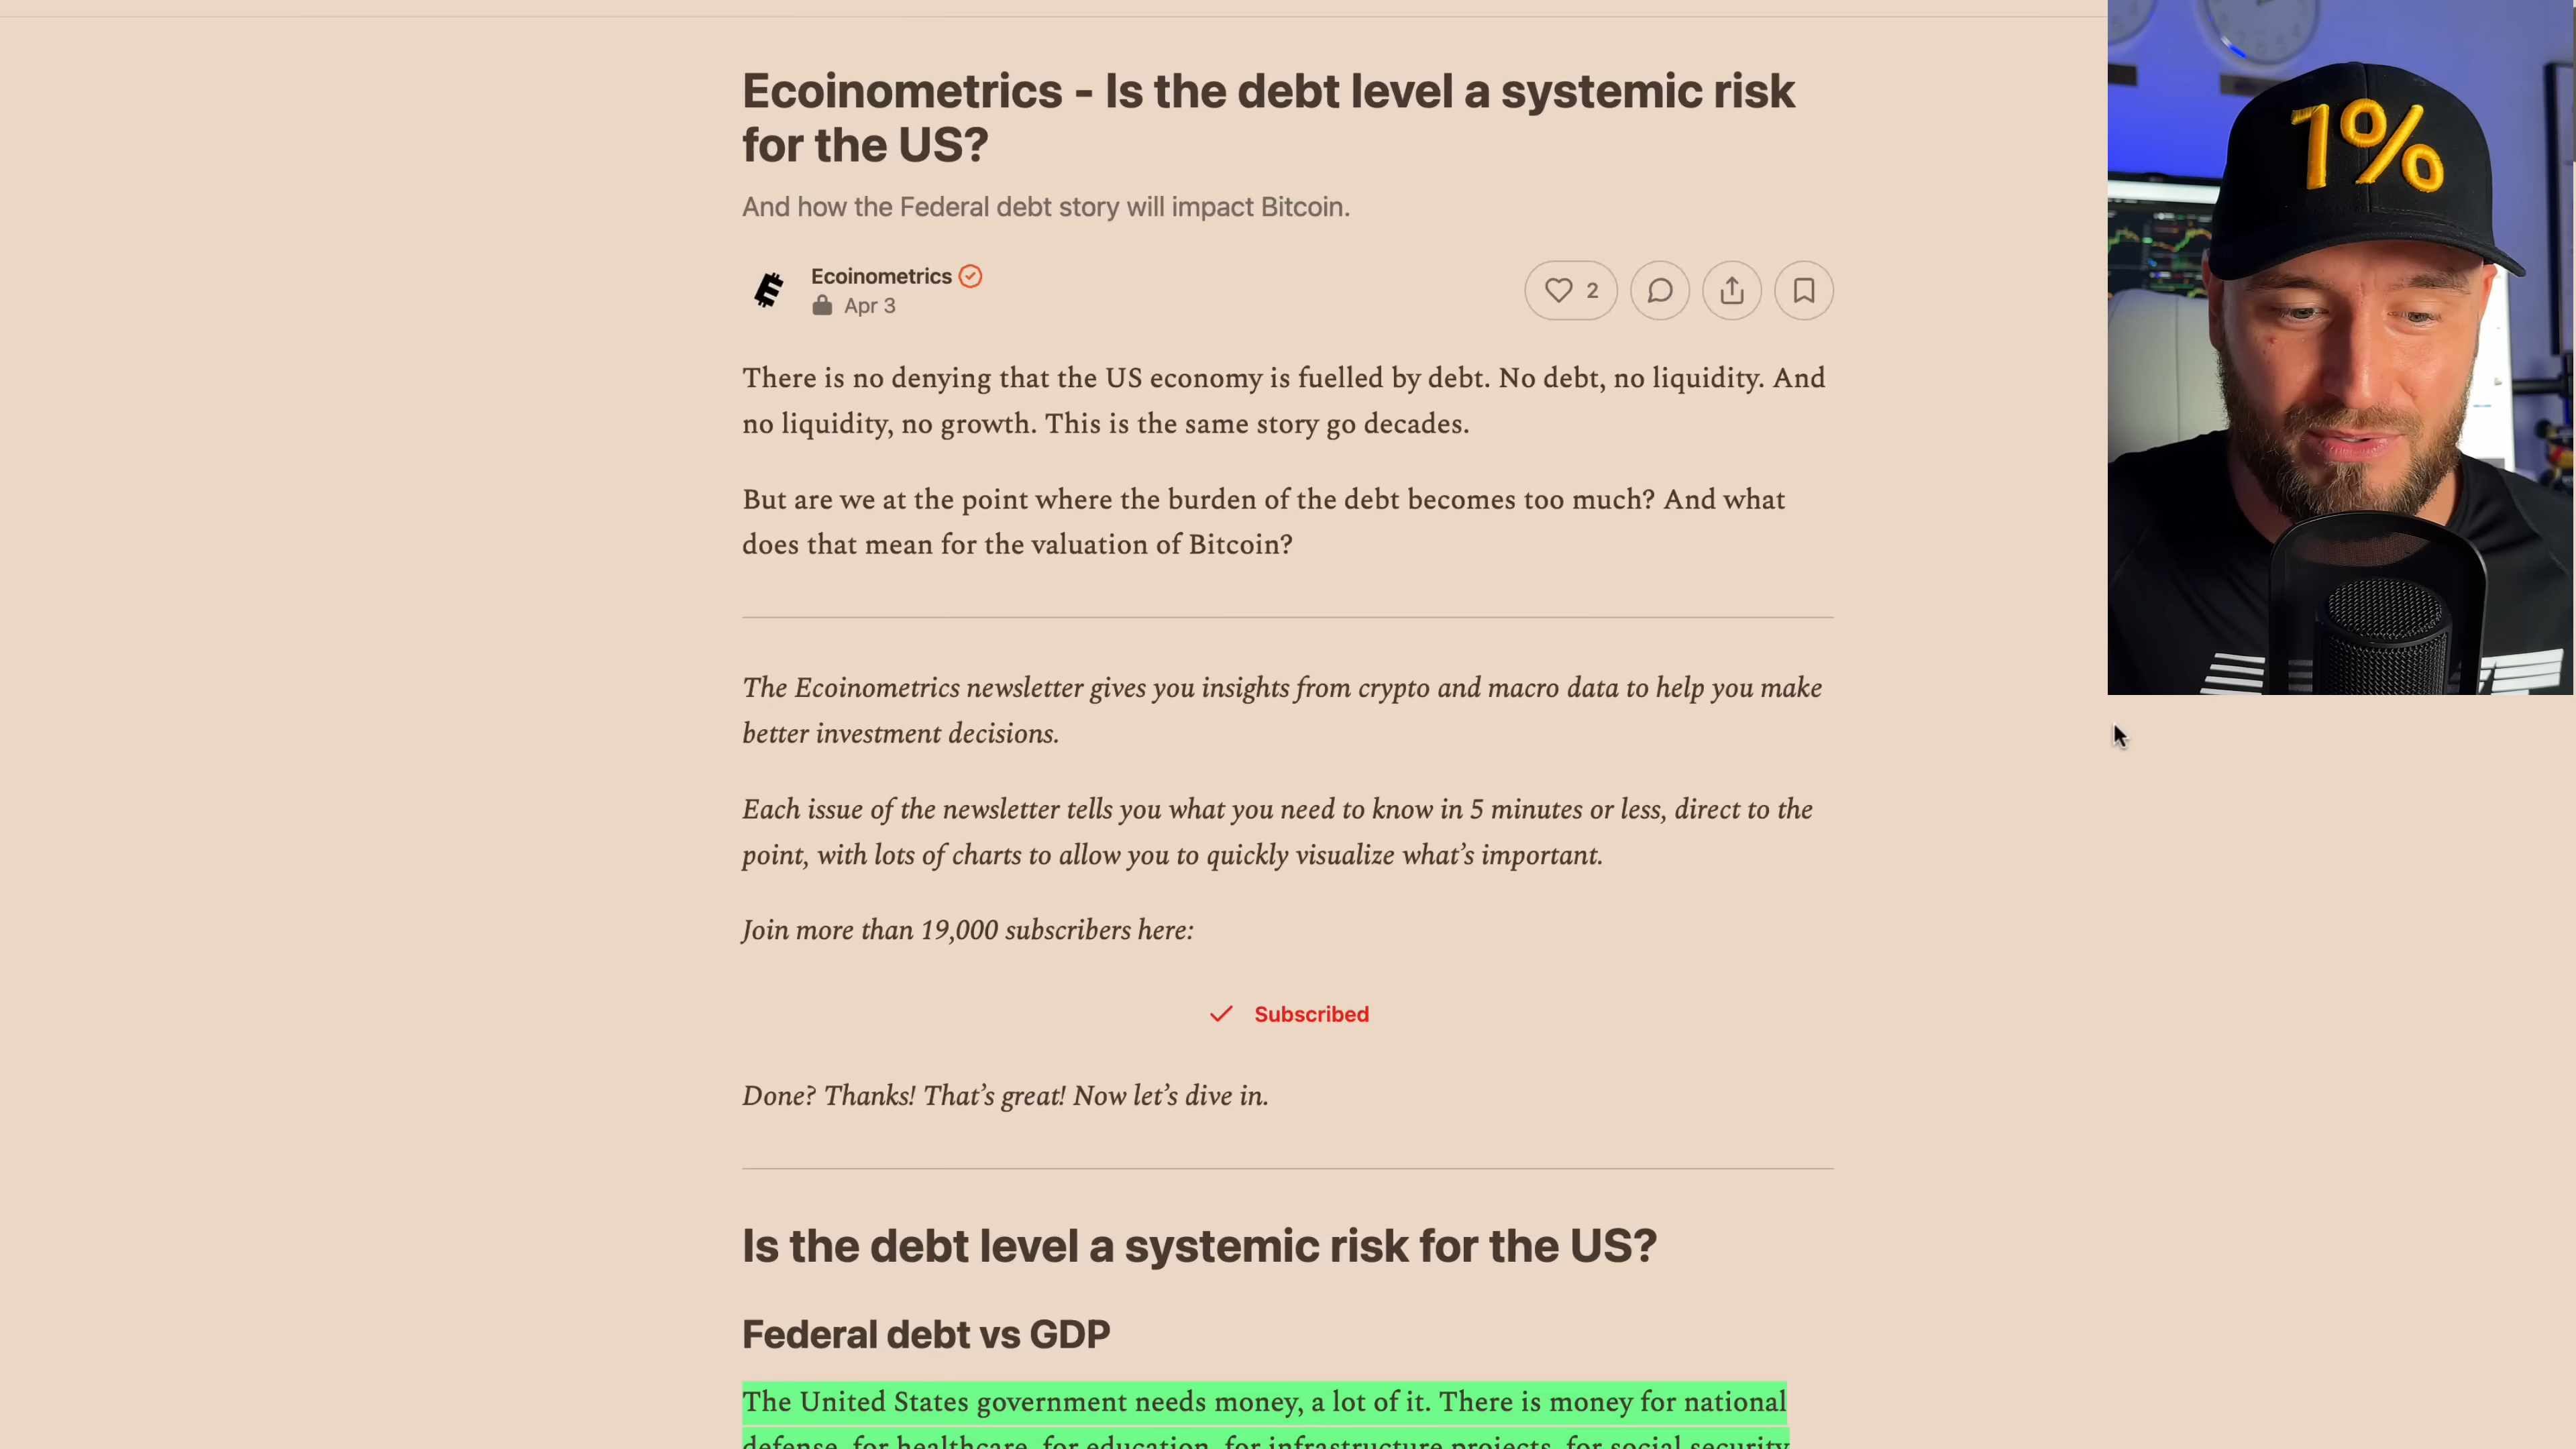 Ecoinometrics - Is the debt level a systemic risk
for the US?
And how the Federal debt story will impact Bitcoin.
Ecoinometrics
Apr 3
2
There is no denying that the US economy is fuelled by debt. No debt, no liquidity. And
no liquidity, no growth. This is the same story go decades.
But are we at the point where the burden of the debt becomes too much? And what
does that mean for the valuation of Bitcoin?
The Ecoinometrics newsletter gives you insights from crypto and macro data to help you make
better investment decisions.
Each issue of the newsletter tells you what you need to know in 5 minutes or less, direct to the
point, with lots of charts to allow you to quickly visualize what’s important.
Join more than 19,000 subscribers here:
Subscribed
Done? Thanks! That’s great! Now let’s dive in.
Is the debt level a systemic risk for the US?
Federal debt vs GDP
The United States government needs money, a lot of it. There is money for national
defense, for healthcare, for education, for infrastructure projects, for social security
1%